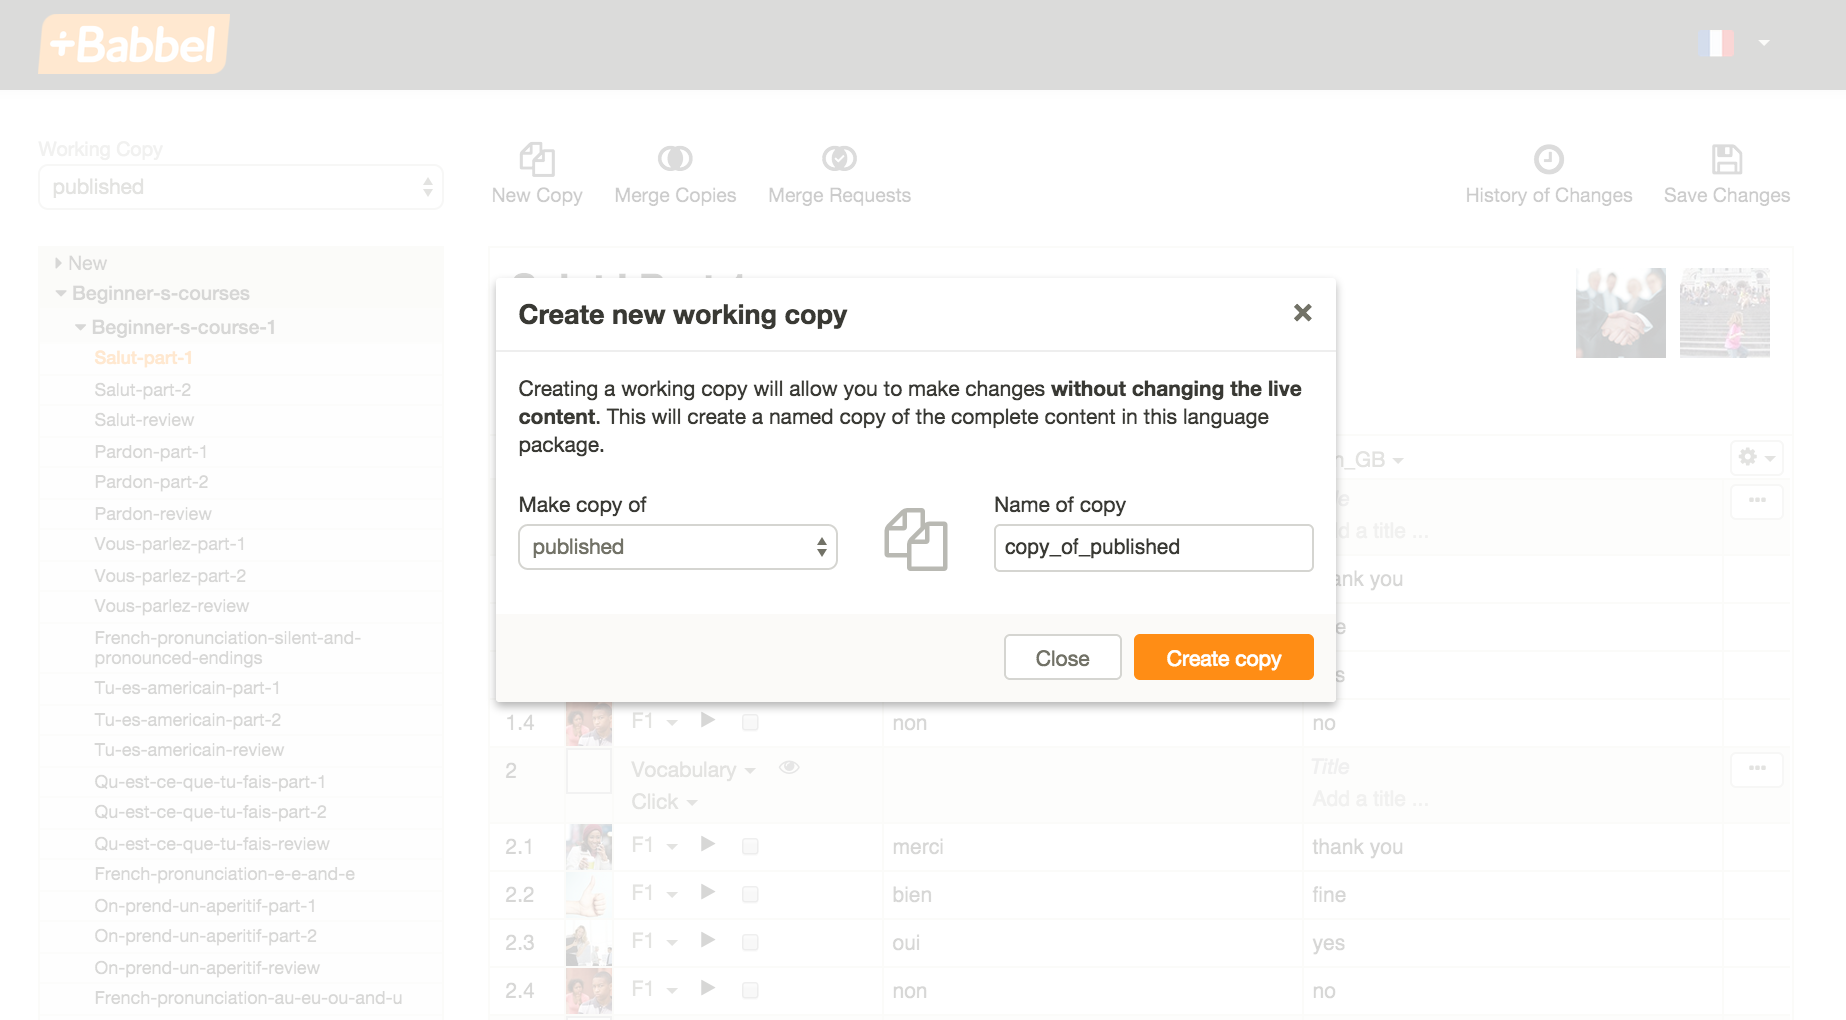 +Babbel
Working Copy
published
New Copy
Merge Copies
Merge Requests
History of Changes
Save Changes
New
Beginner-s-courses
Beginner-s-course-1
Salut-part-1
Salut-part-2
Salut-review
Pardon-part-1
Pardon-part-2
Pardon-review
Vous-parlez-part-1
Vous-parlez-part-2
Vous-parlez-review
French-pronunciation-silent-and-
pronounced-endings
Tu-es-americain-part-1
Tu-es-americain-part-2
Tu-es-americain-review
Qu-est-ce-que-tu-fais-part-1
Qu-est-ce-que-tu-fais-part-2
Qu-est-ce-que-tu-fais-review
French-pronunciation-e-e-and-e
On-prend-un-aperitif-part-1
On-prend-un-aperitif-part-2
On-prend-un-aperitif-review
French-pronunciation-au-eu-ou-and-u
Create new working copy
Creating a working copy will allow you to make changes without changing the live
content. This will create a named copy of the complete content in this language
package.
Make copy of
Name of copy
published
copy_of_published
Close
Create copy
n_GB
a title ...
you
1.4 F1 non no
2 Vocabulary Title
Click Add a title ...
2.1 F1 merci thank you
2.2 F1 bien fine
2.3 F1 oui yes
2.4 F1 non no